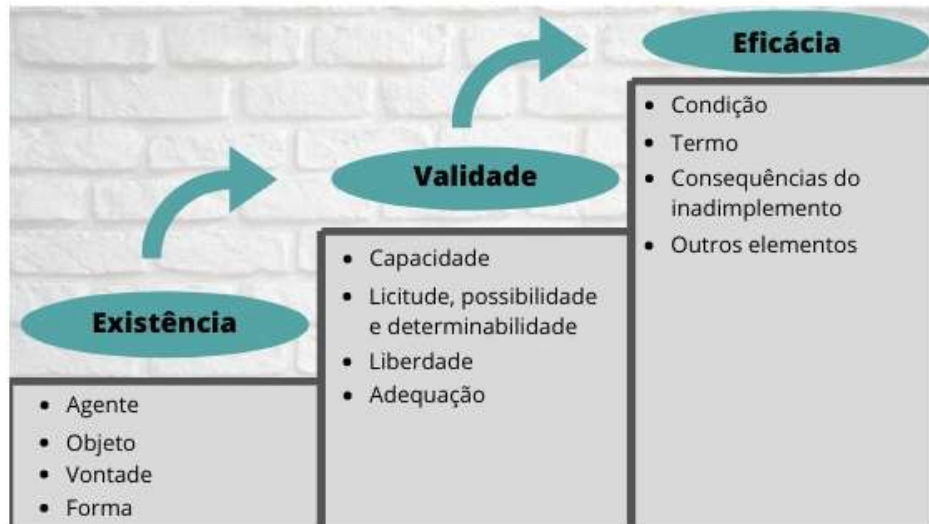 Existência
• Agente
• Objeto
• Vontade
• Forma
Validade
• Capacidade
• Licitude, possibilidade
e determinabilidade
• Liberdade
• Adequação
Eficácia
• Condição
• Termo
• Consequências do
inadimplemento
• Outros elementos